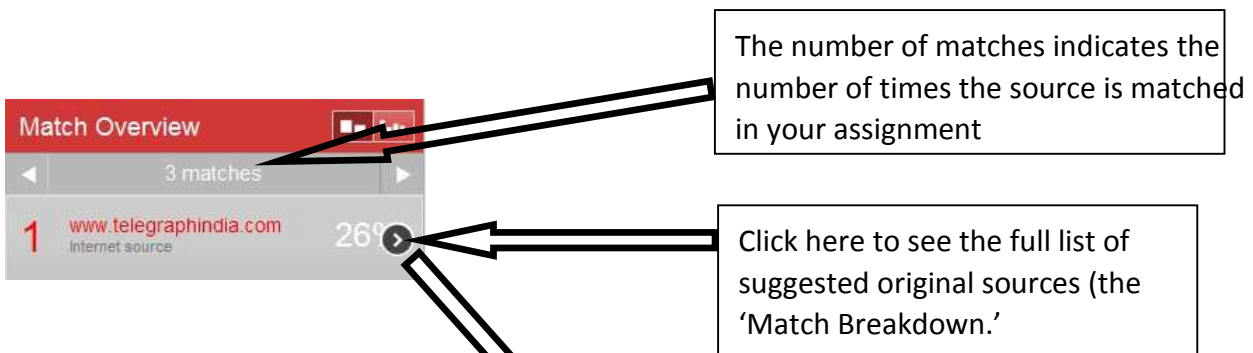 The number of matches indicates the
number of times the source is matched
in your assignment
Match Overview
3 matches
1 www.telegraphindia.com 26%
Internet source
Click here to see the full list of
suggested original sources (the
‘Match Breakdown.’